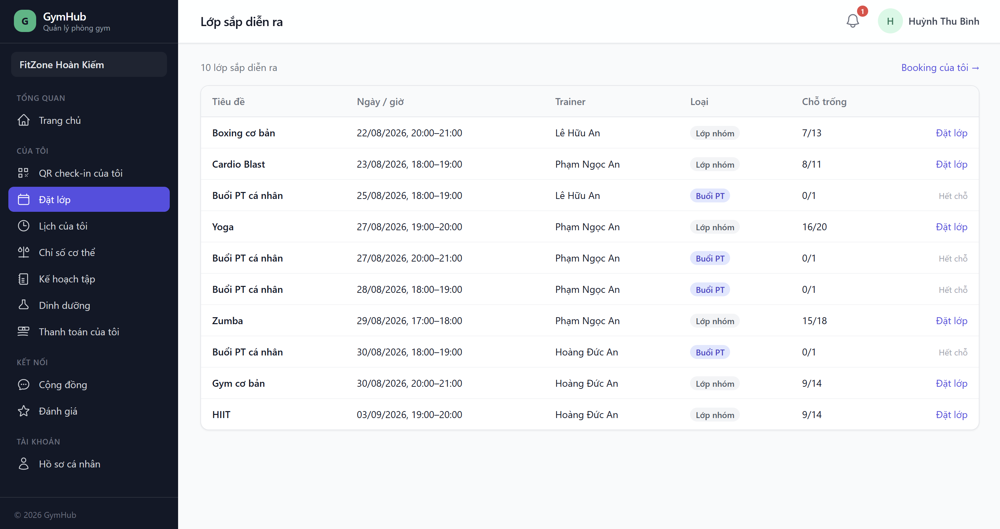 G
GymHub
Quản lý phòng gym
FitZone Hoàn Kiếm
TỔNG QUAN
Trang chủ
CỦA TÔI
QR check-in của tôi
Đặt lớp
Lịch của tôi
Chỉ số cơ thể
Kế hoạch tập
Dinh dưỡng
Thanh toán của tôi
KẾT NỐI
Cộng đồng
Đánh giá
TÀI KHOẢN
Hồ sơ cá nhân
© 2026 GymHub
Lớp sắp diễn ra
1
H
Huỳnh Thu Bình
10 lớp sắp diễn ra
Booking của tôi →
Tiêu đề Ngày / giờ Trainer Loại Chỗ trống
Boxing cơ bản 22/08/2026, 20:00–21:00 Lê Hữu An Lớp nhóm 7/13 Đặt lớp
Cardio Blast 23/08/2026, 18:00–19:00 Phạm Ngọc An Lớp nhóm 8/11 Đặt lớp
Buổi PT cá nhân 25/08/2026, 18:00–19:00 Lê Hữu An Buổi PT 0/1 Hết chỗ
Yoga 27/08/2026, 19:00–20:00 Phạm Ngọc An Lớp nhóm 16/20 Đặt lớp
Buổi PT cá nhân 27/08/2026, 20:00–21:00 Phạm Ngọc An Buổi PT 0/1 Hết chỗ
Buổi PT cá nhân 28/08/2026, 18:00–19:00 Phạm Ngọc An Buổi PT 0/1 Hết chỗ
Zumba 29/08/2026, 17:00–18:00 Phạm Ngọc An Lớp nhóm 15/18 Đặt lớp
Buổi PT cá nhân 30/08/2026, 18:00–19:00 Hoàng Đức An Buổi PT 0/1 Hết chỗ
Gym cơ bản 30/08/2026, 20:00–21:00 Hoàng Đức An Lớp nhóm 9/14 Đặt lớp
HIIT 03/09/2026, 19:00–20:00 Hoàng Đức An Lớp nhóm 9/14 Đặt lớp